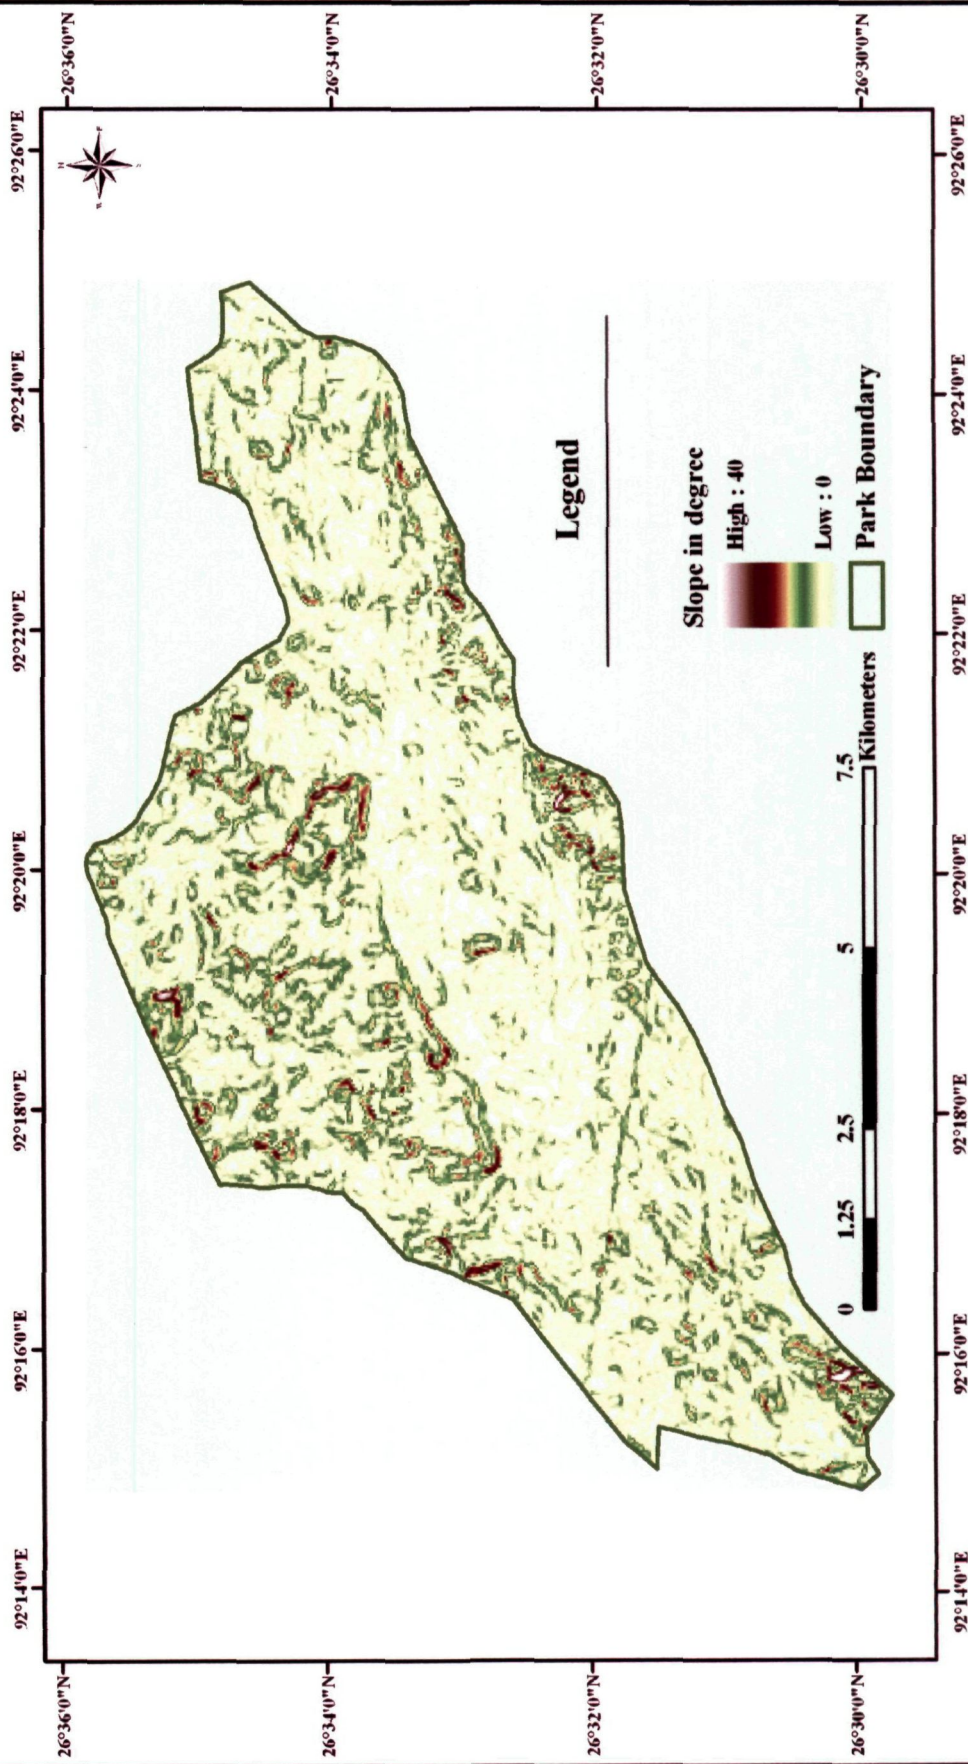 92°14'0"E 92°16'0"E 92°18'0"E 92°20'0"E 92°22'0"E 92°24'0"E 92°26'0"E
26°36'0"N 26°36'0"N
26°34'0"N 26°34'0"N
Legend
26°32'0"N 26°32'0"N
Slope in degree
High : 40
Low : 0
0 1.25 2.5 5 7.5
Kilometers
Park Boundary
26°30'0"N 26°30'0"N
92°14'0"E 92°16'0"E 92°18'0"E 92°20'0"E 92°22'0"E 92°24'0"E 92°26'0"E